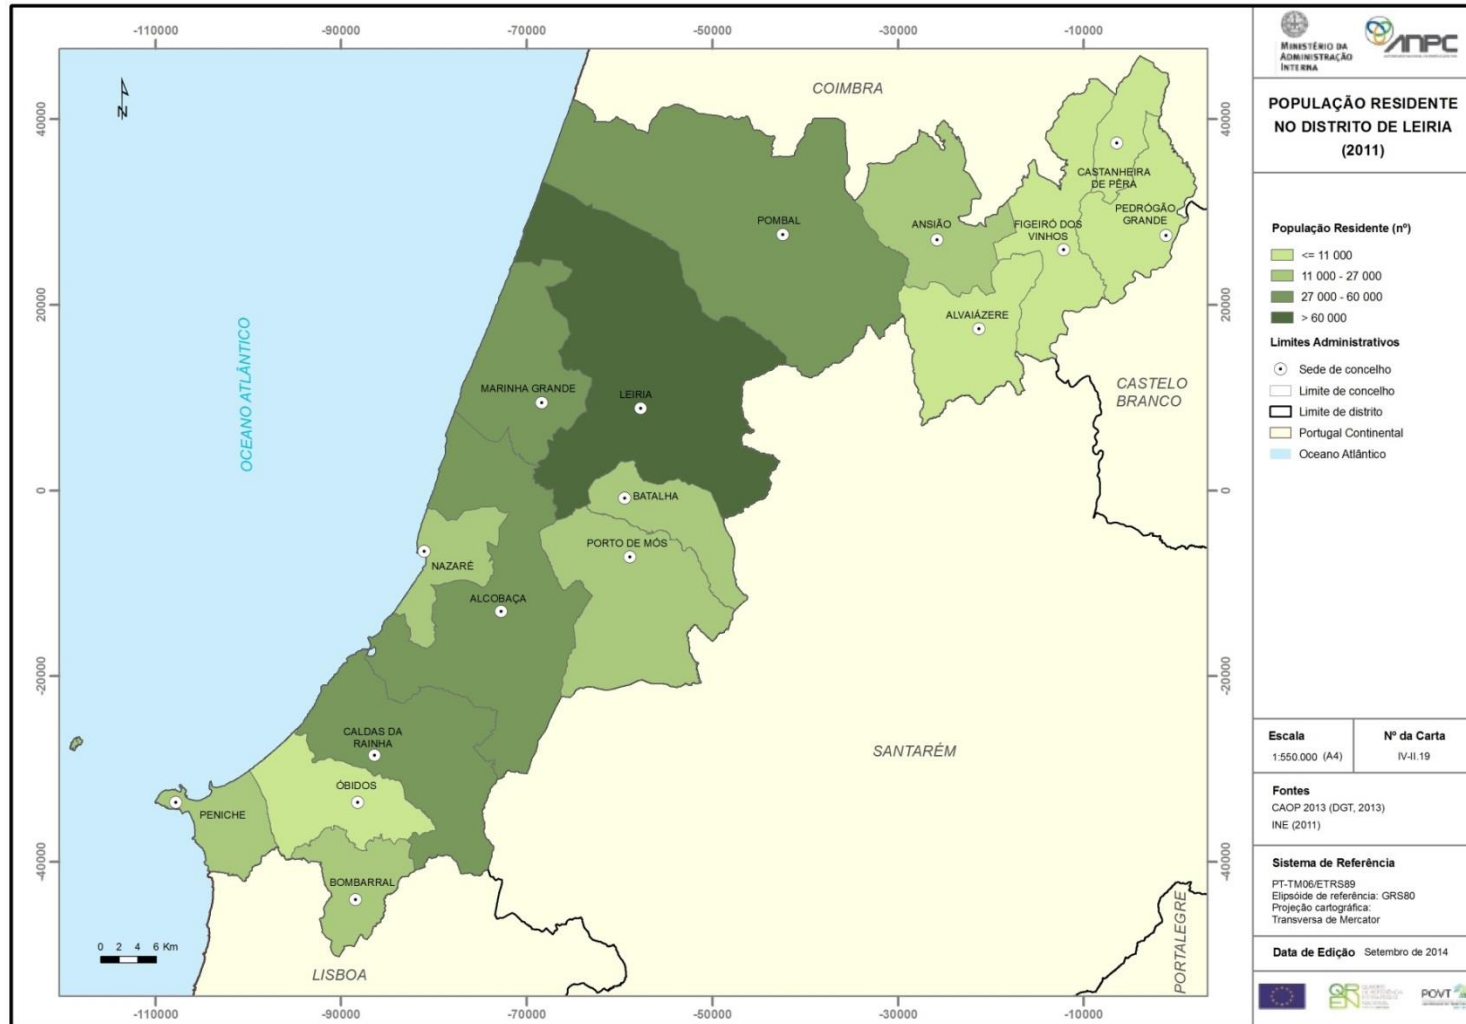 -110000
-90000
-70000
-50000
-30000
-10000
40000
20000
0
-20000
-40000
40000
20000
0
-20000
-40000
-110000
-90000
-70000
-50000
-30000
-10000
N
COIMBRA
CASTANHEIRA
DE PÊRA
PEDRÓGÃO
GRANDE
POMBAL
ANSIÃO
FIGEIRÓ DOS
VINHOS
ALVAIÁZERE
OCEANO ATLÂNTICO
MARINHA GRANDE
LEIRIA
CASTELO
BRANCO
BATALHA
PORTO DE MÓS
NAZARÉ
ALCOBAÇA
CALDAS DA
RAINHA
SANTARÉM
ÓBIDOS
PENICHE
BOMBARRAL
LISBOA
PORTALEGRE
0 2 4 6 Km
MINISTÉRIO DA
ADMINISTRAÇÃO
INTERNA
ANPC
POPULAÇÃO RESIDENTE
NO DISTRITO DE LEIRIA
(2011)
População Residente (nº)
<= 11 000
11 000 - 27 000
27 000 - 60 000
> 60 000
Limites Administrativos
Sede de concelho
Limite de concelho
Limite de distrito
Portugal Continental
Oceano Atlântico
Escala
1:550.000 (A4)
Nº da Carta
IV-II.19
Fontes
CAOP 2013 (DGT, 2013)
INE (2011)
Sistema de Referência
PT-TM06/ETRS89
Elipsóide de referência: GRS80
Projeção cartográfica:
Transversa de Mercator
Data de Edição Setembro de 2014
QREN
POVT